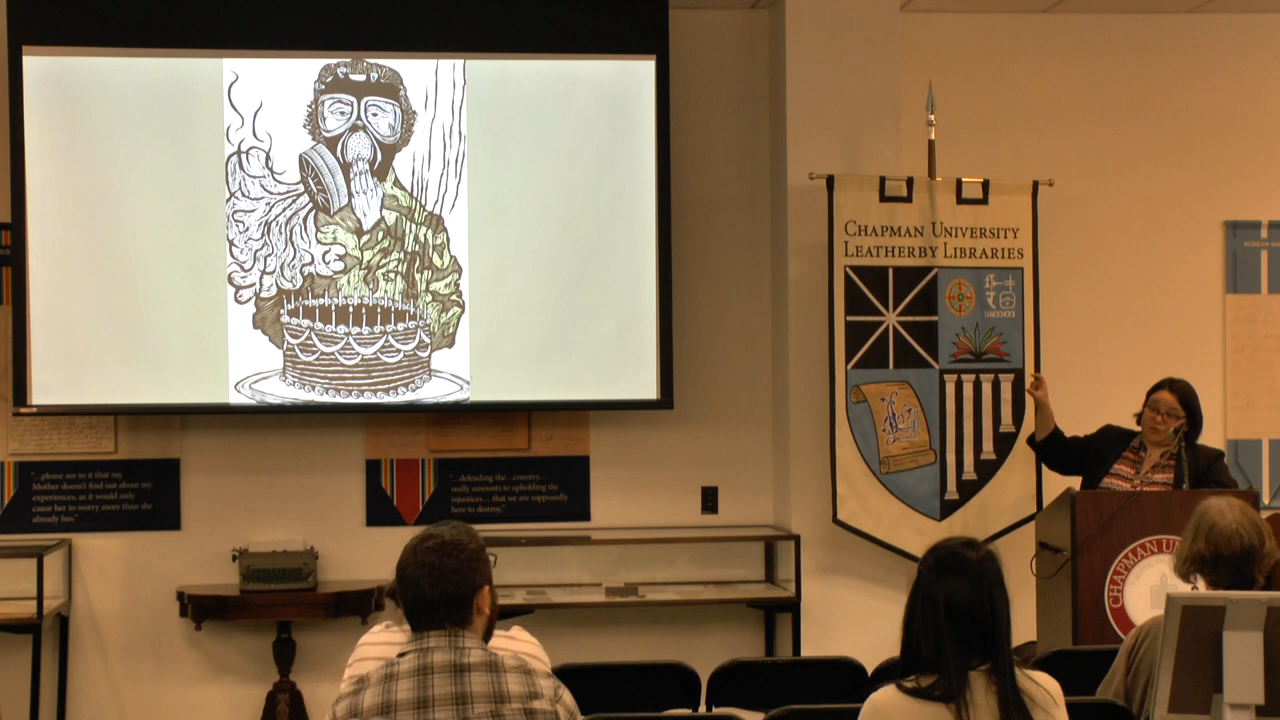 CHAPMAN UNIVERSITY
LEATHERBY LIBRARIES
"...please see to it that my
Mother doesn't find out about my
experiences, as it would only
cause her to worry more than she
already has."
"...defending the...country...
really amounts to upholding the
injustices... that we are supposedly
here to destroy."
CHAPMAN